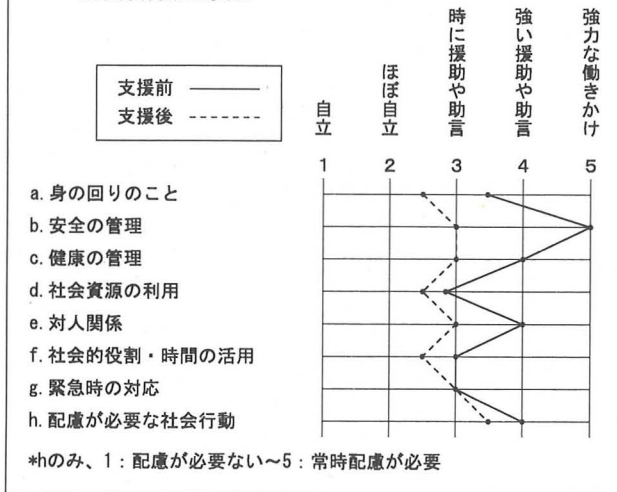 支援前
支援後
自立
ほぼ自立
時に援助や助言
強い援助や助言
強力な働きかけ
1 2 3 4 5
a. 身の回りのこと
b. 安全の管理
c. 健康の管理
d. 社会資源の利用
e. 対人関係
f. 社会的役割・時間の活用
g. 緊急時の対応
h. 配慮が必要な社会行動
*hのみ、1：配慮が必要ない～5：常時配慮が必要